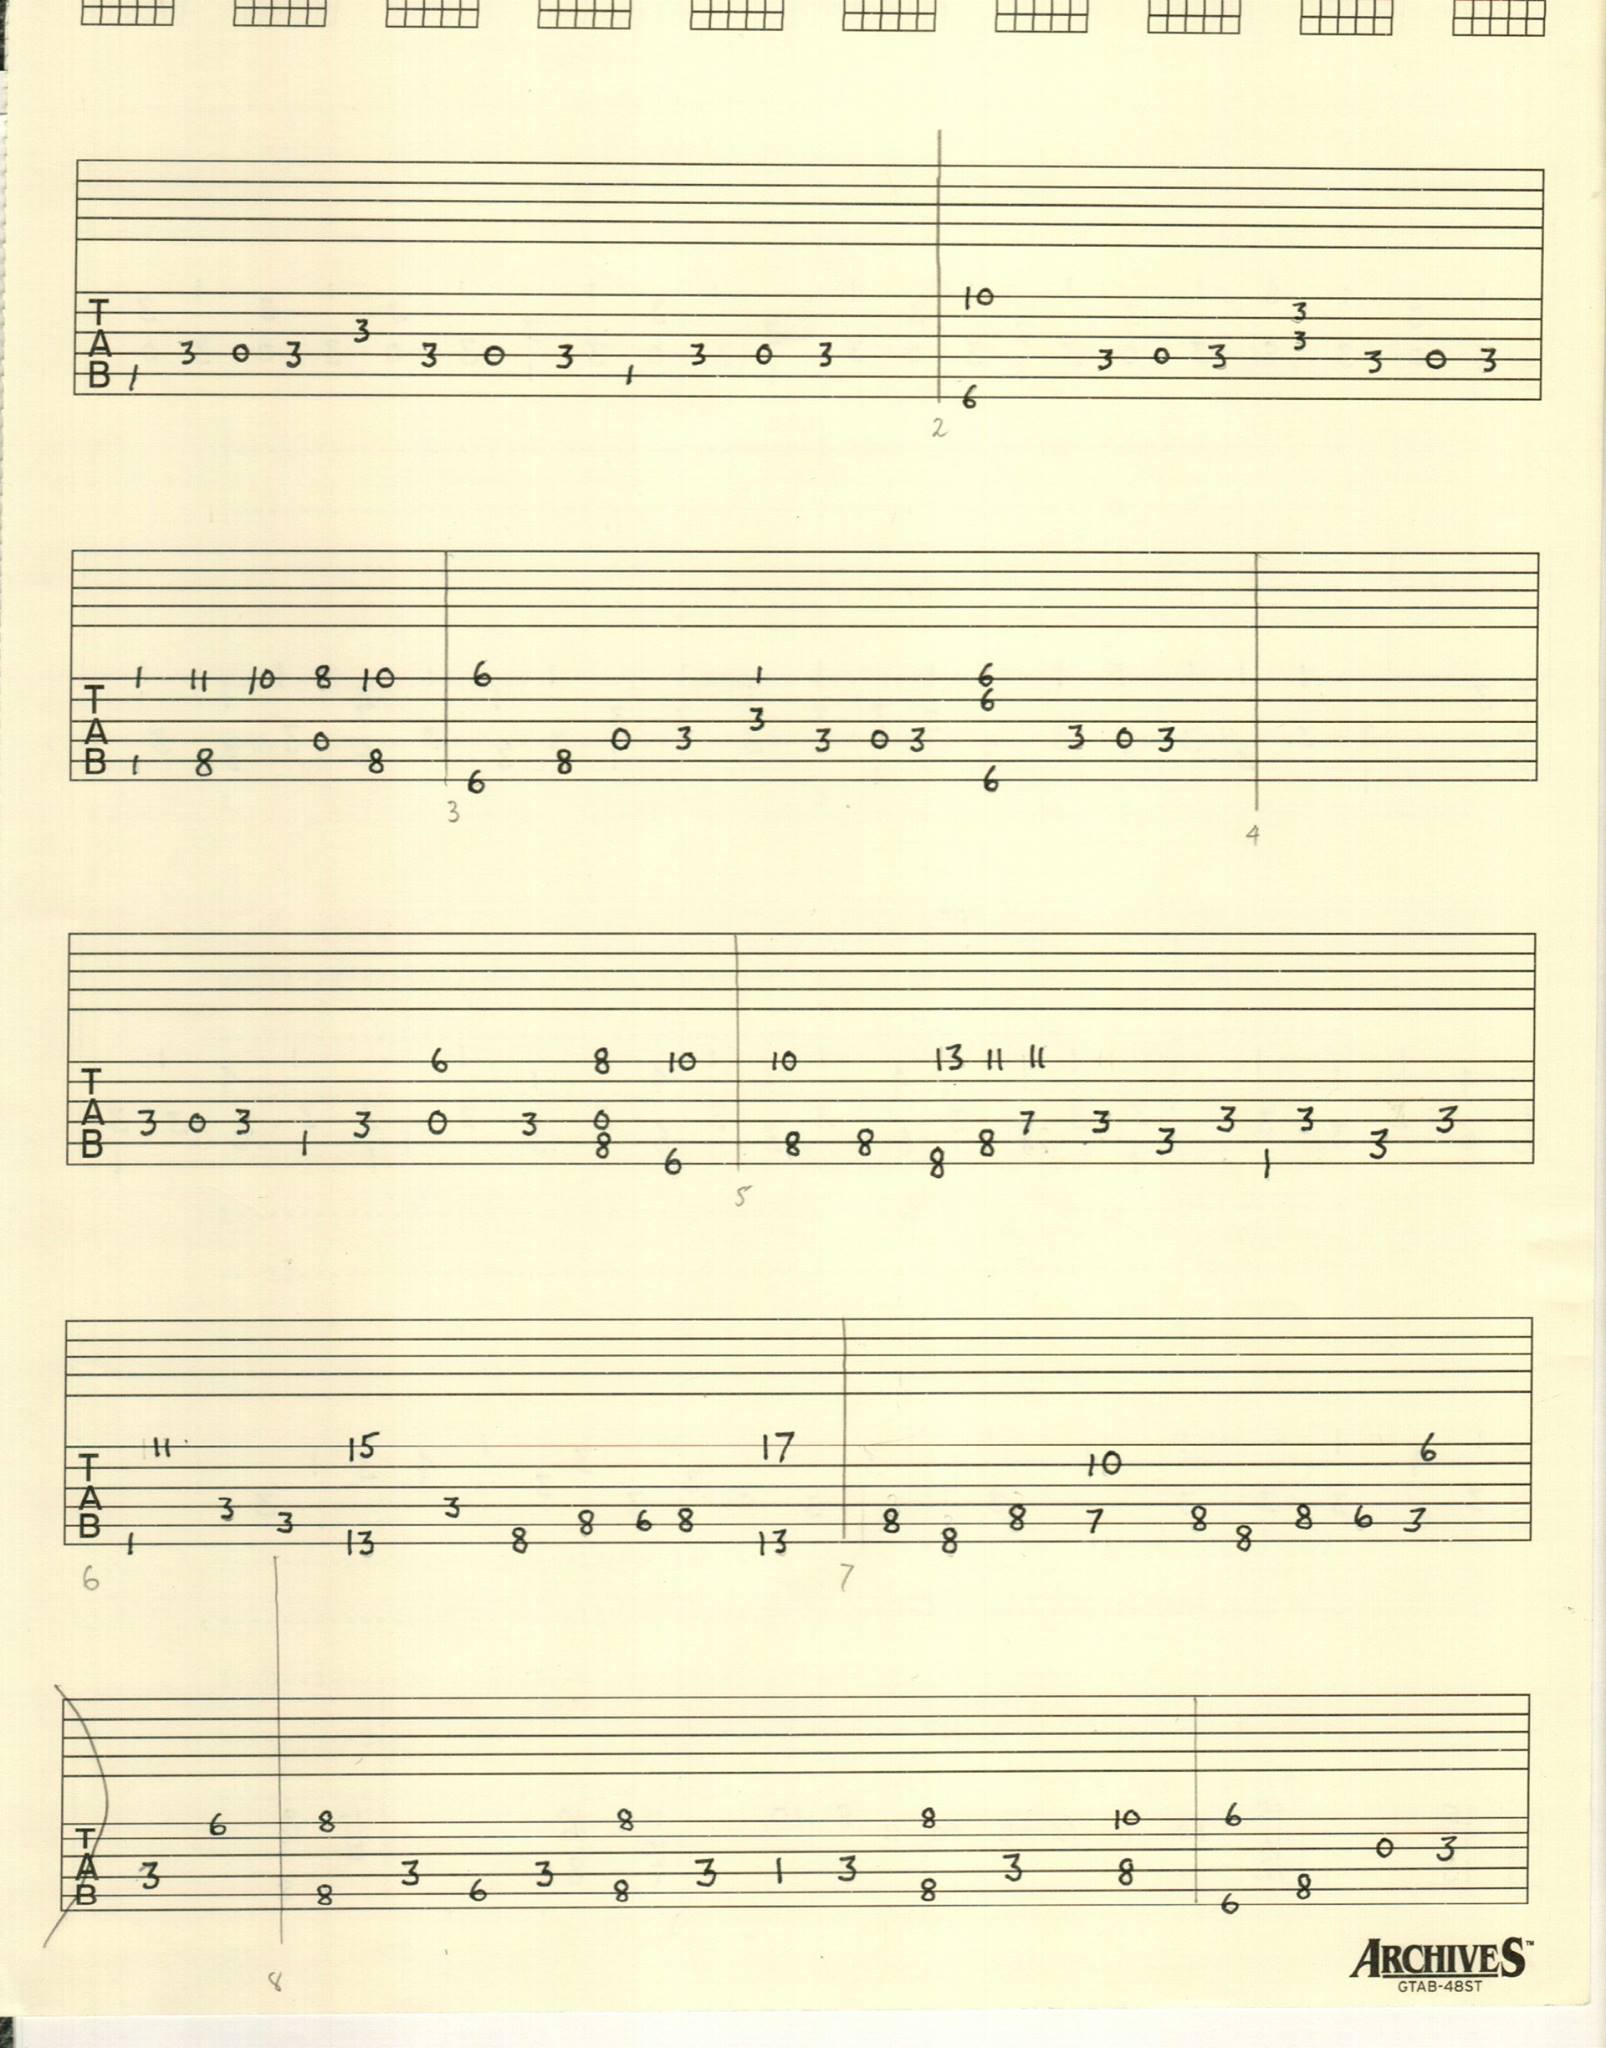 10 3
T 3
A 3 0 3 3 0 3 3 0 3 3 3 0 3 3 0 3
B 1 1
6
2
1 11 10 8 10 6 1 6
T 6
A 3
0 0 3 3 0 3 3 0 3
B 1 8 8 8
6 6
3 4
6 8 10 10 13 11 11
T
A 3 0 3 3 0 3 0 7 3 3 3 3
B 1 8 8 8 8 3 3
6 8 1
5
11 15 17
T 10 6
A 3 3
B 3 8 6 8 8 8 7 8 8 6 3
1 13 8 13 8 8
6 7
6 8 8 8 10 6
T
A 3 3 3 3 1 3 3 8 0 3
B 8 6 8 8 8
6
8
ARCHIVES™
GTAB-48ST